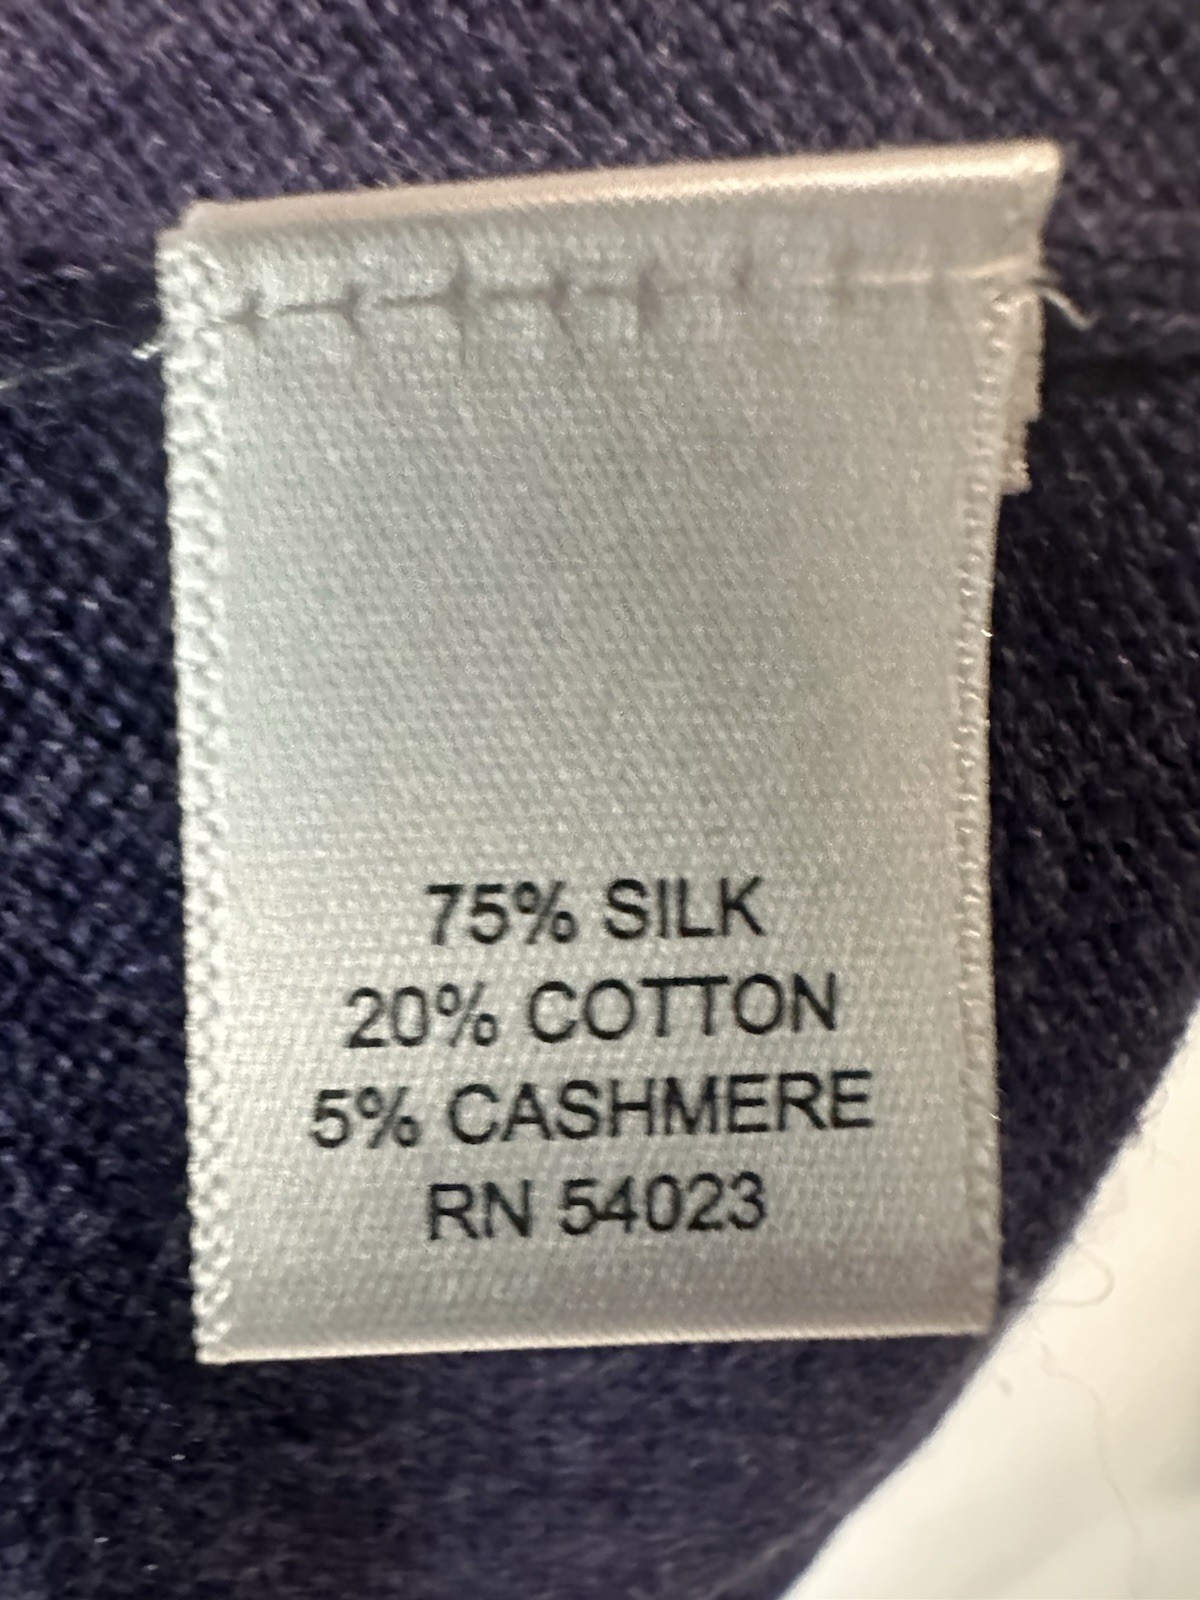 75% SILK
20% COTTON
5% CASHMERE
RN 54023